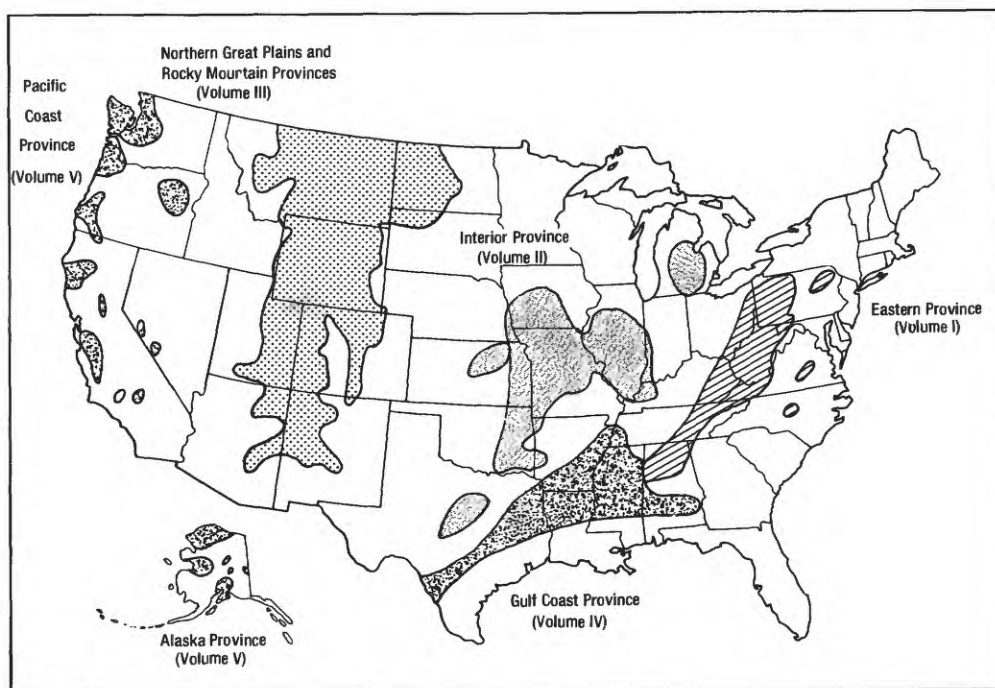 Northern Great Plains and
Rocky Mountain Provinces
(Volume III)
Pacific
Coast
Province
(Volume V)
Interior Province
(Volume II)
Eastern Province
(Volume I)
Gulf Coast Province
(Volume IV)
Alaska Province
(Volume V)